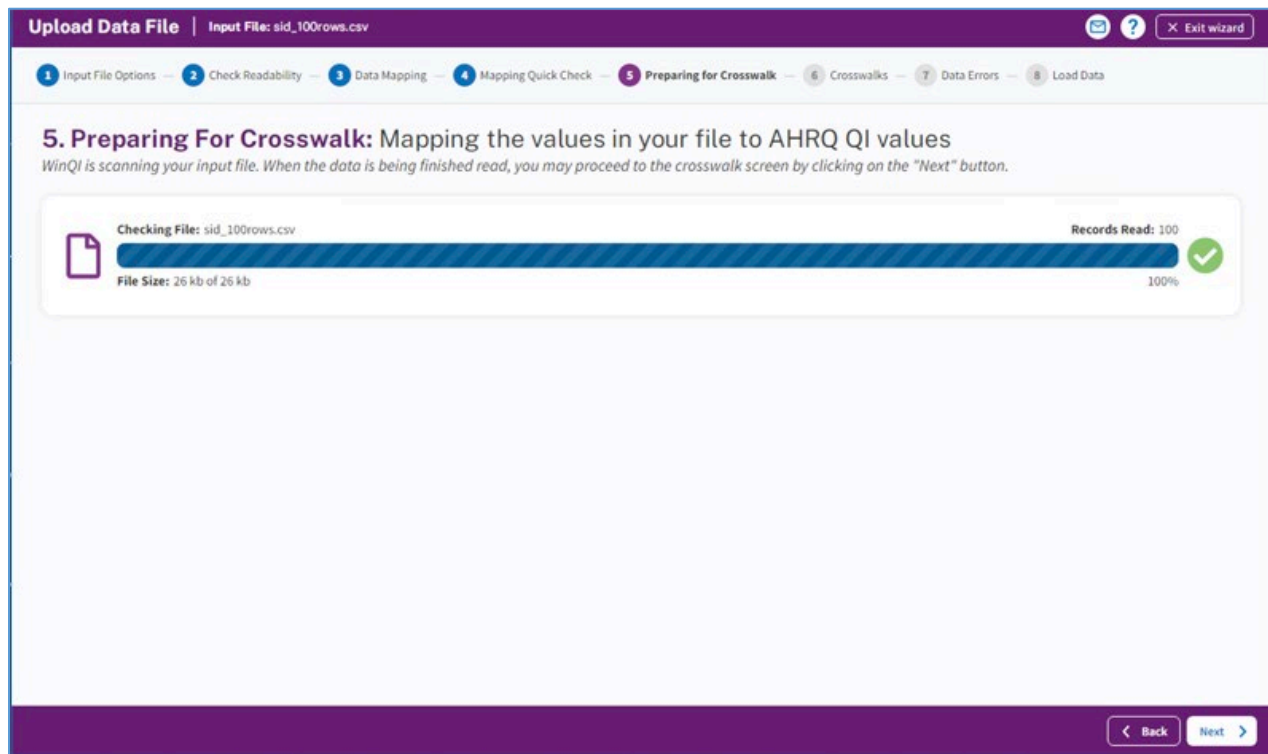 Upload Data File | Input File: sid_100rows.csv ? × Exit wizard
1 Input File Options — 2 Check Readability — 3 Data Mapping — 4 Mapping Quick Check — 5 Preparing for Crosswalk — 6 Crosswalks — 7 Data Errors — 8 Load Data
5. Preparing For Crosswalk: Mapping the values in your file to AHRQ QI values
WinQI is scanning your input file. When the data is being finished read, you may proceed to the crosswalk screen by clicking on the "Next" button.
Checking File: sid_100rows.csv Records Read: 100
File Size: 26 kb of 26 kb 100%
Back Next